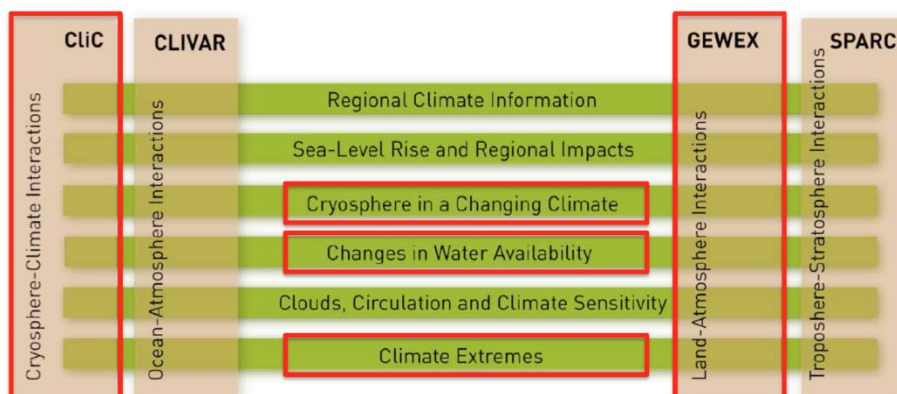 CliC
CLIVAR
GEWEX
SPARC
Cryosphere-Climate Interactions
Ocean-Atmosphere Interactions
Regional Climate Information
Sea-Level Rise and Regional Impacts
Cryosphere in a Changing Climate
Changes in Water Availability
Clouds, Circulation and Climate Sensitivity
Climate Extremes
Land-Atmosphere Interactions
Troposhere-Stratosphere Interactions